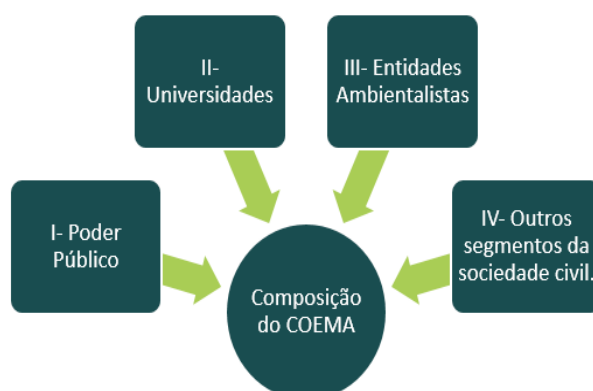 I- Poder
Público
II-
Universidades
III- Entidades
Ambientalistas
IV- Outros
segmentos da
sociedade civil.
Composição
do COEMA